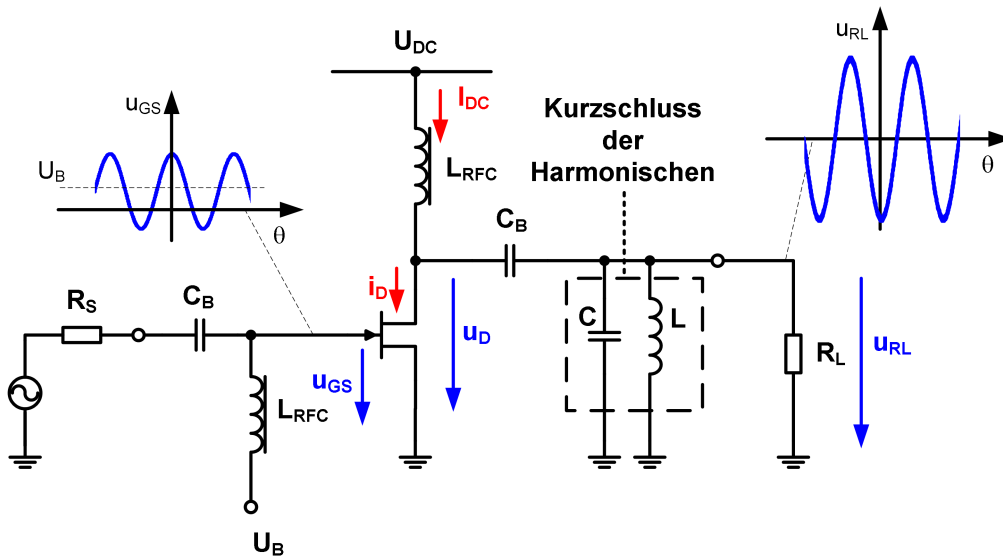 U_DC
u_RL
I_DC
Kurzschluss
der
Harmonischen
u_GS
U_B
θ
θ
L_RFC
C_B
i_D
C
L
R_S
C_B
u_D
R_L
u_RL
u_GS
L_RFC
U_B